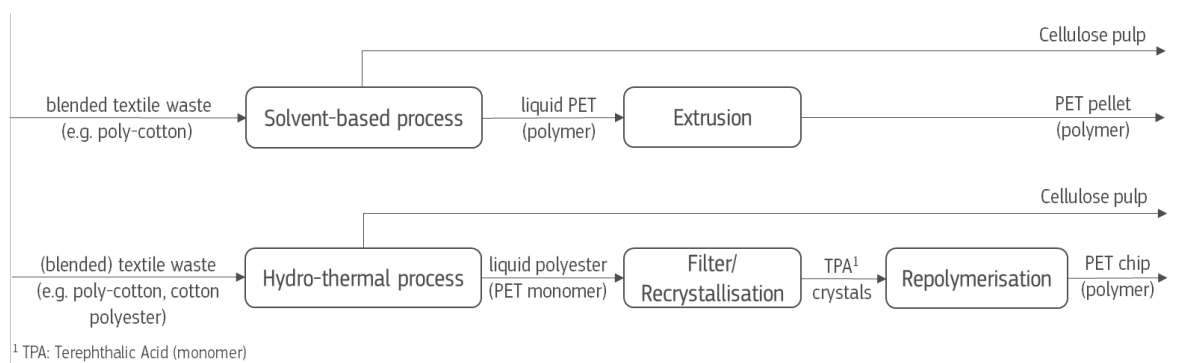 Cellulose pulp
blended textile waste
(e.g. poly-cotton)
Solvent-based process
liquid PET
(polymer)
Extrusion
PET pellet
(polymer)
Cellulose pulp
(blended) textile waste
(e.g. poly-cotton, cotton
polyester)
Hydro-thermal process
liquid polyester
(PET monomer)
Filter/
Recrystallisation
TPA¹
crystals
Repolymerisation
PET chip
(polymer)
¹ TPA: Terephthalic Acid (monomer)